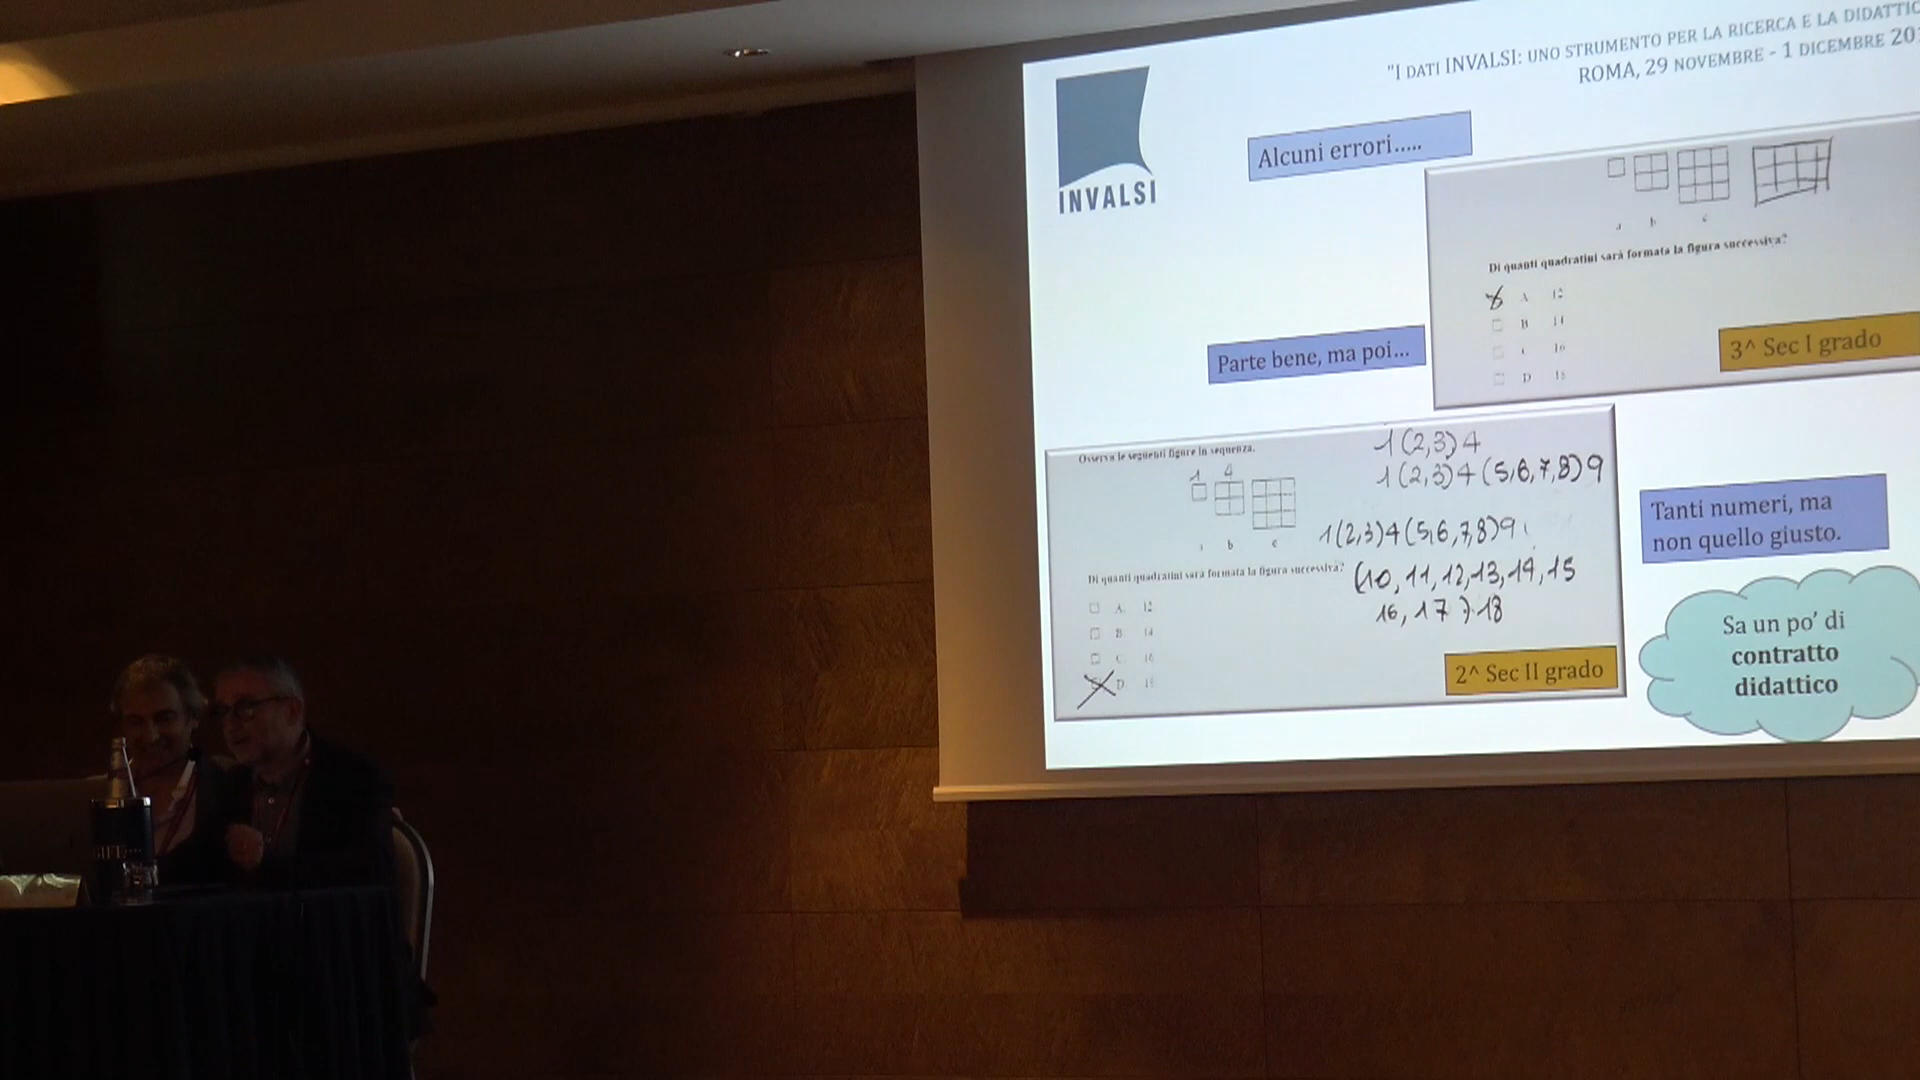 "I DATI INVALSI: UNO STRUMENTO PER LA RICERCA E LA
ROMA, 29 NOVEMBRE - 1 DICEMBRE
INVALSI
Alcuni errori.....
a b c
Di quanti quadratini sarà formata la figura successiva?
A 12
B 14
C 16
D 18
3^ Sec I grado
Parte bene, ma poi...
Osserva le seguenti figure in sequenza.
1 4
b c
1(2,3)4
1(2,3)4(5,6,7,8)9
1(2,3)4(5,6,7,8)9
(10,11,12,13,14,15
16,17)18
Di quanti quadratini sarà formata la figura successiva?
A 12
B 14
C 16
D 18
2^ Sec II grado
Tanti numeri, ma
non quello giusto.
Sa un po' di
contratto
didattico